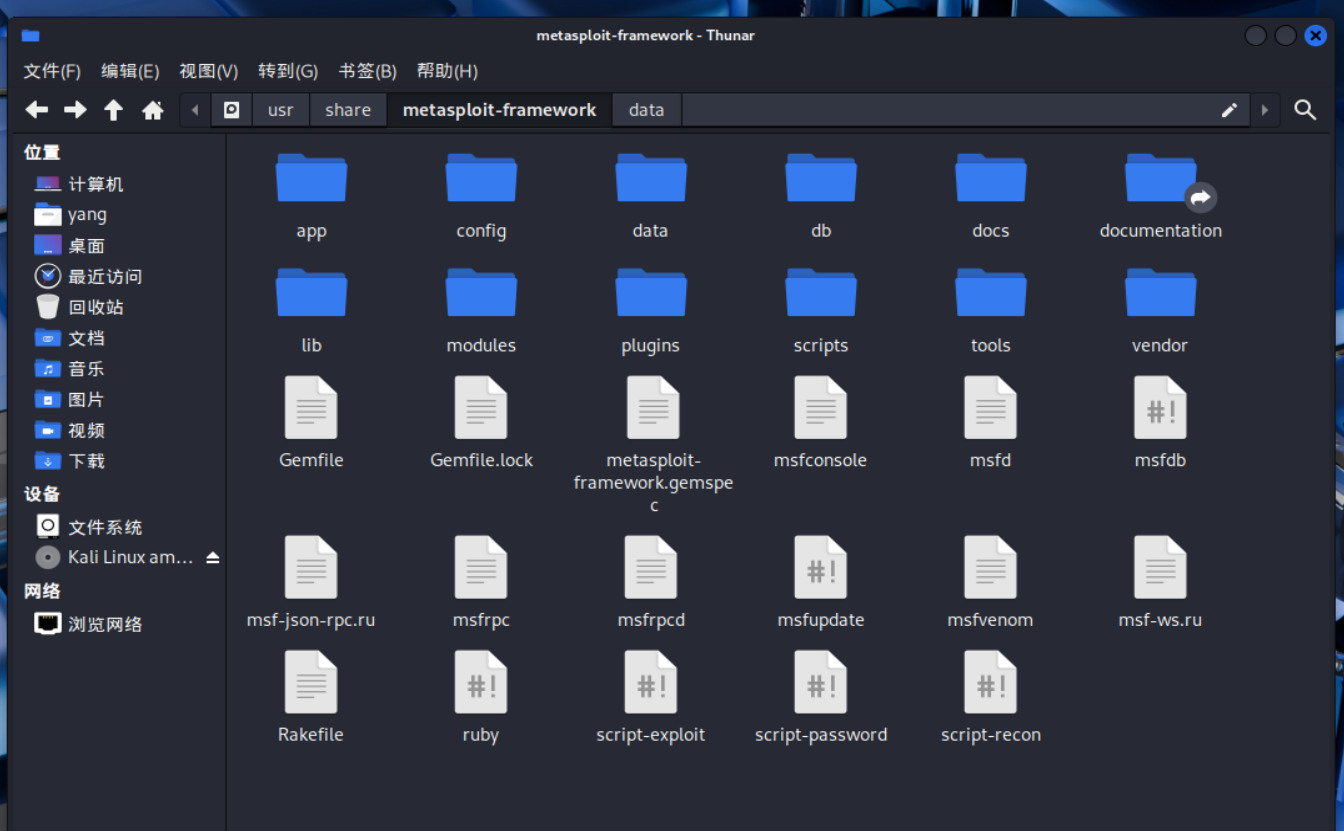 metasploit-framework - Thunar
文件(F) 编辑(E) 视图(V) 转到(G) 书签(B) 帮助(H)
usr share metasploit-framework data
位置
计算机
yang
桌面
最近访问
回收站
文档
音乐
图片
视频
下载
设备
文件系统
Kali Linux am...
网络
浏览网络
app config data db docs documentation
lib modules plugins scripts tools vendor
Gemfile Gemfile.lock metasploit-
framework.gemspe
c msfconsole msfd msfdb
msf-json-rpc.ru msfrpc msfrpcd msfupdate msfvenom msf-ws.ru
Rakefile ruby script-exploit script-password script-recon